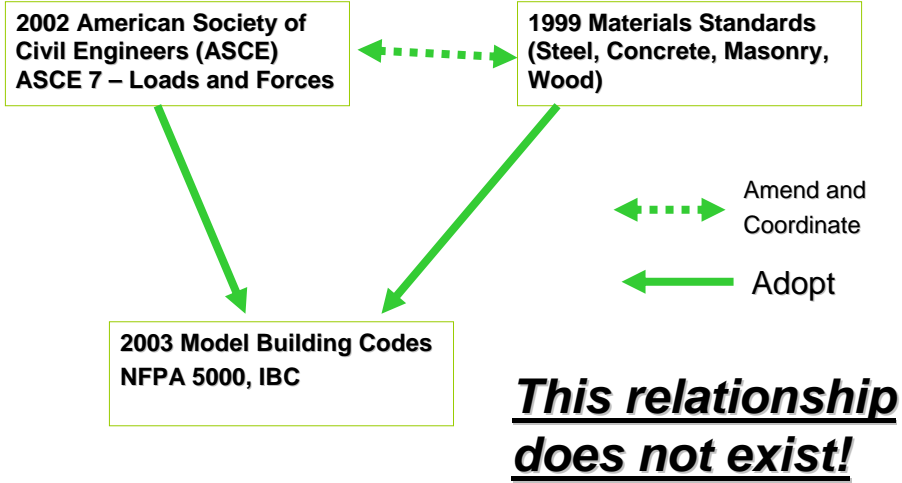 2002 American Society of
Civil Engineers (ASCE)
ASCE 7 – Loads and Forces
1999 Materials Standards
(Steel, Concrete, Masonry,
Wood)
Amend and
Coordinate
Adopt
2003 Model Building Codes
NFPA 5000, IBC
This relationship
does not exist!